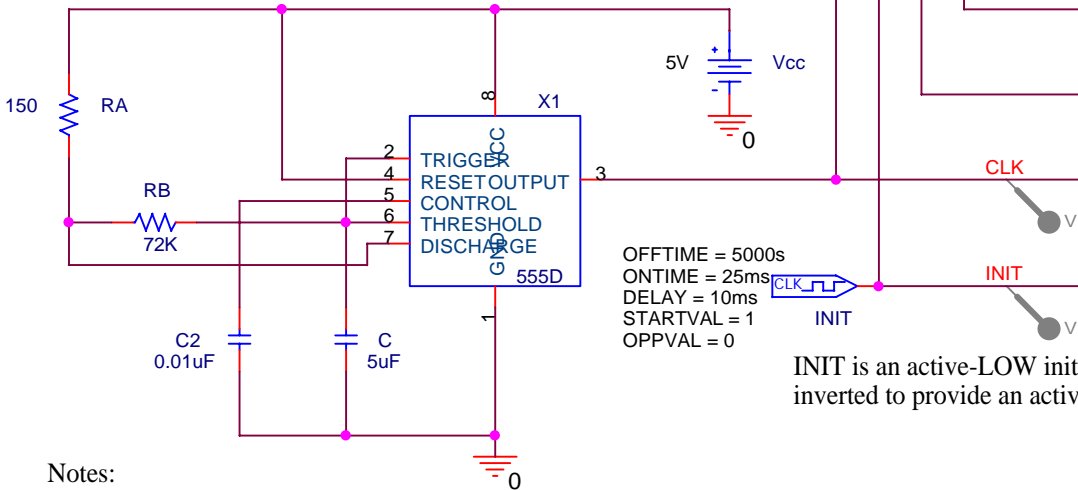 5V
Vcc
0
150
RA
8
X1
2
TRIGGER
VCC
4
RESET
OUTPUT
3
5
CONTROL
6
THRESHOLD
7
DISCHARGE
GND
555D
1
RB
72K
CLK
V
OFFTIME = 5000s
ONTIME = 25ms
DELAY = 10ms
STARTVAL = 1
OPPVAL = 0
CLK
INIT
INIT
V
C2
0.01uF
C
5uF
INIT is an active-LOW init
inverted to provide an activ
0
Notes: